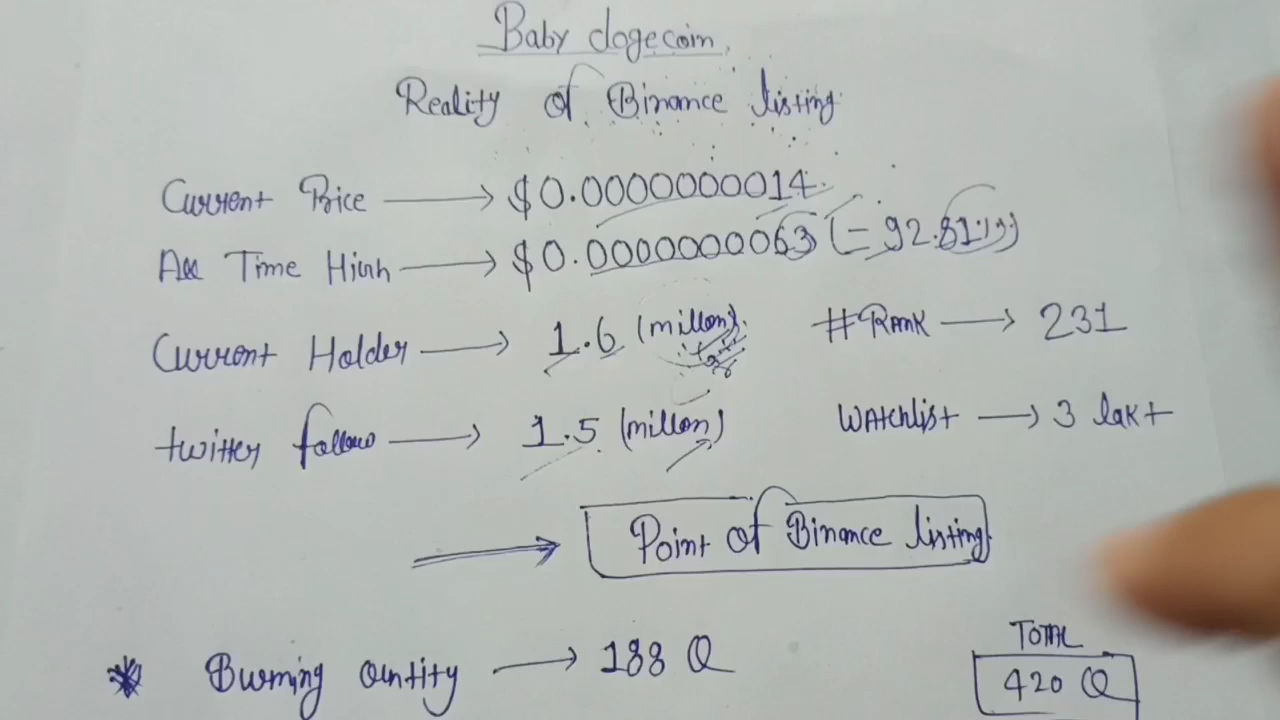 Baby dogecoin.
Reality of Binance listing
Current Price → $0.0000000014.
All Time High → $0.000000063 (-92.81%)
Current Holder → 1.6 (millon)
#RANK → 231
twitter follow → 1.5 (millon)
WAtchlist → 3 lakt
Point of Binance listing
* Burning Quntity → 188 Q
TOTAL
420 Q